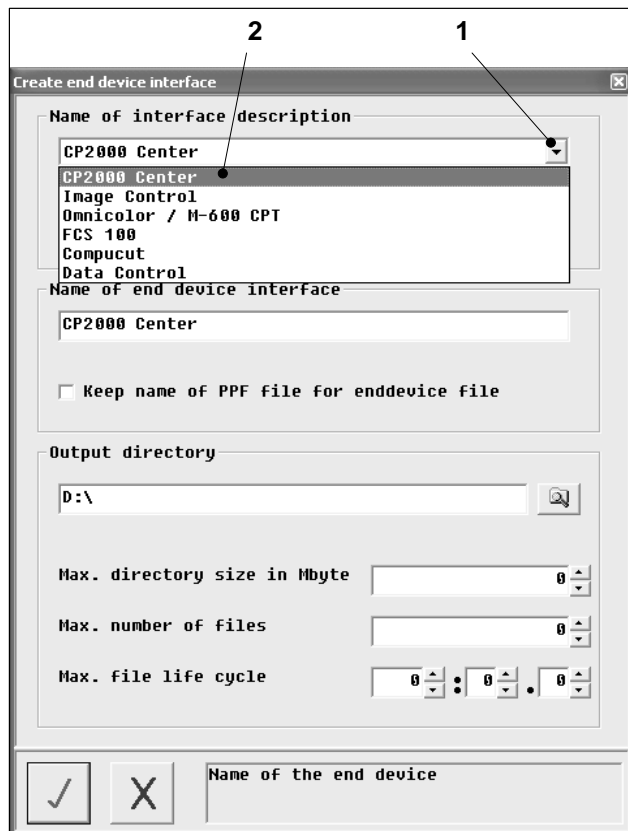 2 1
Create end device interface
Name of interface description
CP2000 Center
CP2000 Center
Image Control
Omnicolor / M-600 CPT
FCS 100
Compucut
Data Control
Name of end device interface
CP2000 Center
Keep name of PPF file for enddevice file
Output directory
D:\
Max. directory size in Mbyte 0
Max. number of files 0
Max. file life cycle 0 : 0 . 0
Name of the end device